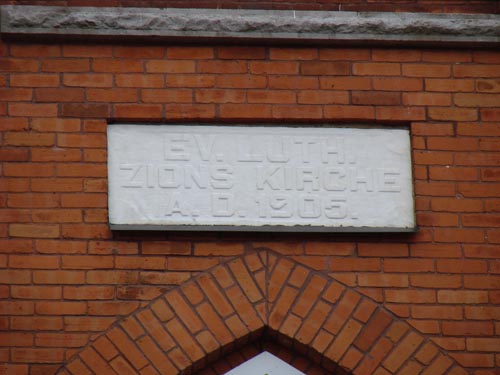 EV. LUTH.
ZIONS KIRCHE
A. D. 1905.